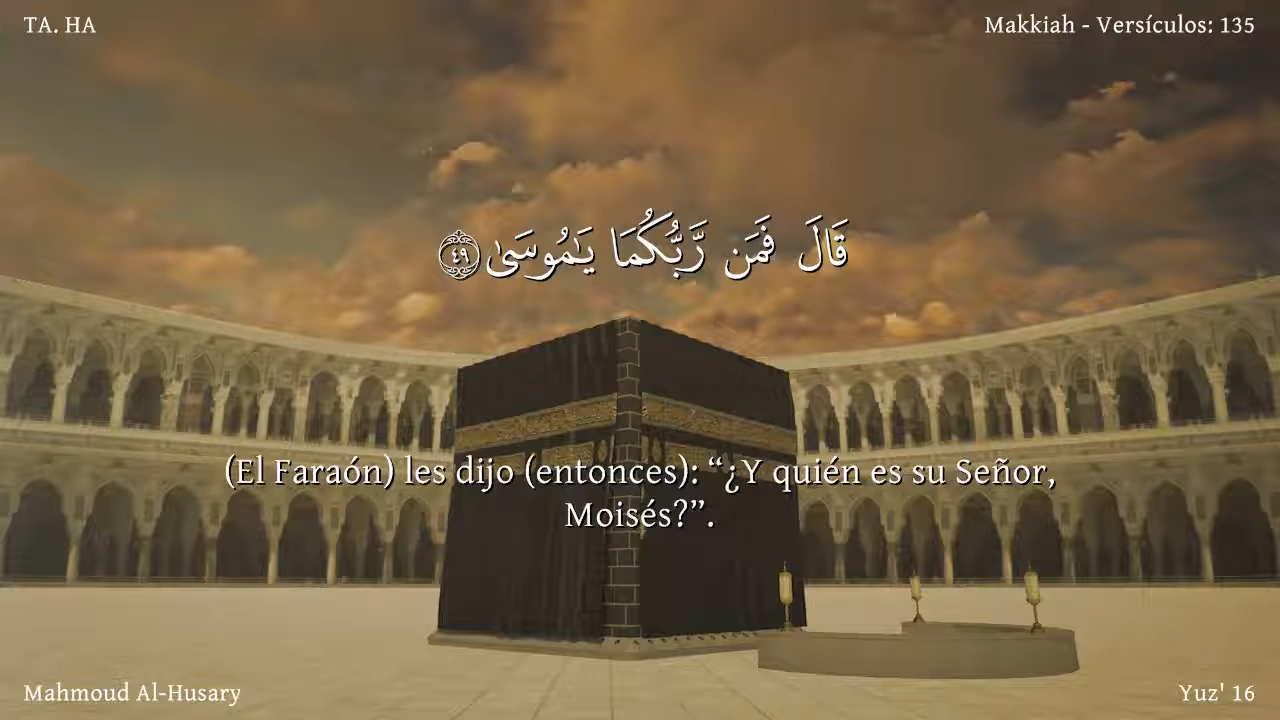 TA. HA
Makkiah - Versículos: 135
قَالَ فَمَن رَّبُّكُمَا يَـٰمُوسَىٰ ٤٩
(El Faraón) les dijo (entonces): “¿Y quién es su Señor,
Moisés?”.
Mahmoud Al-Husary
Yuz' 16